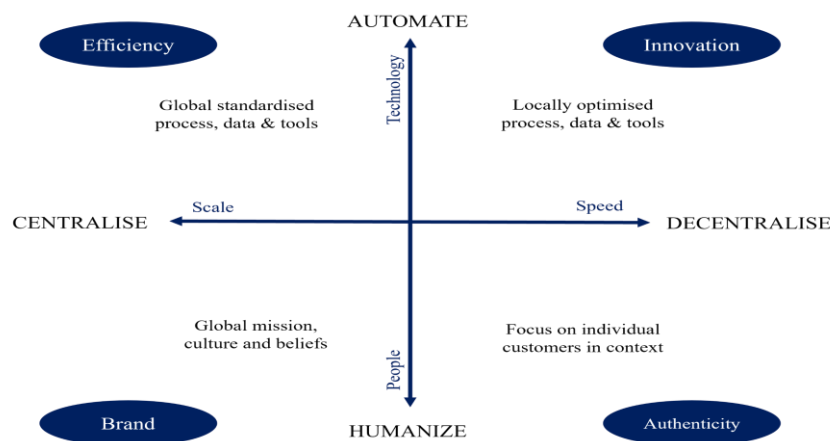 AUTOMATE
Efficiency
Innovation
Technology
Global standardised
process, data & tools
Locally optimised
process, data & tools
Scale
Speed
CENTRALISE
DECENTRALISE
Global mission,
culture and beliefs
Focus on individual
customers in context
People
Brand
HUMANIZE
Authenticity